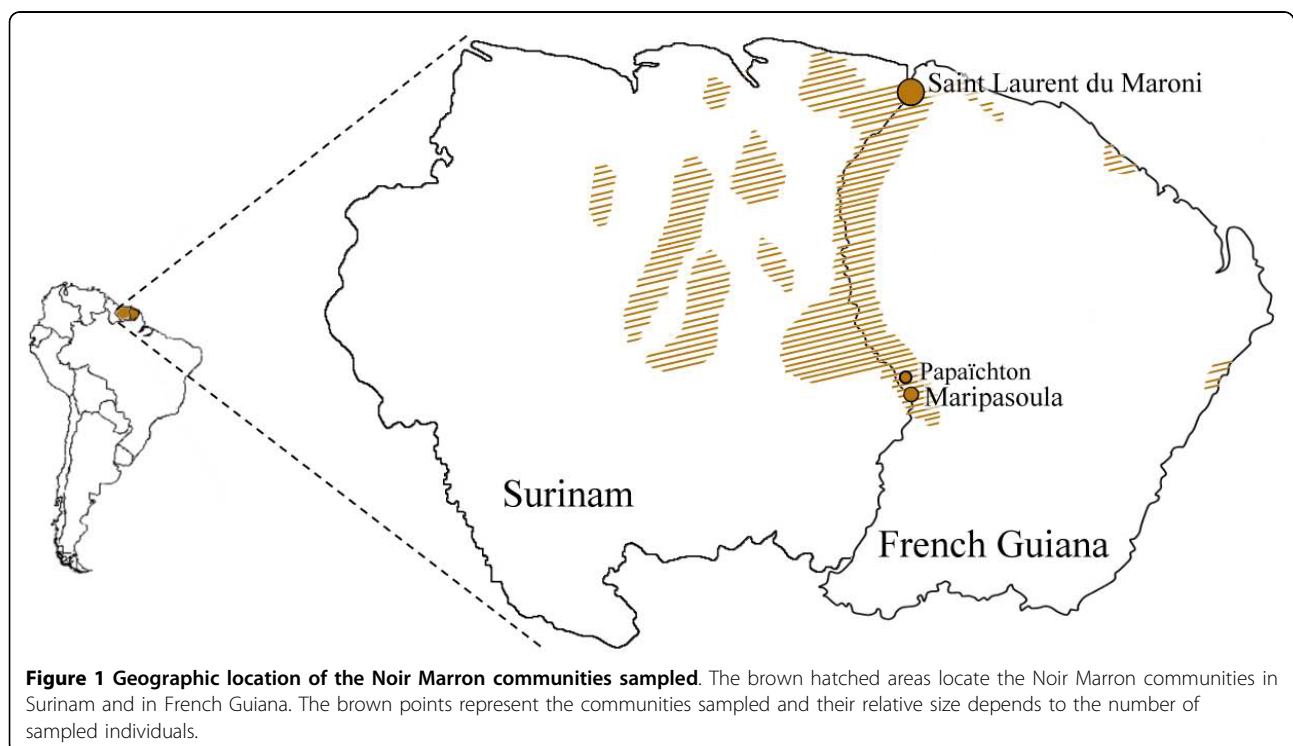 Saint Laurent du Maroni
Papaïchton
Maripasoula
Surinam
French Guiana
Figure 1 Geographic location of the Noir Marron communities sampled. The brown hatched areas locate the Noir Marron communities in
Surinam and in French Guiana. The brown points represent the communities sampled and their relative size depends to the number of
sampled individuals.